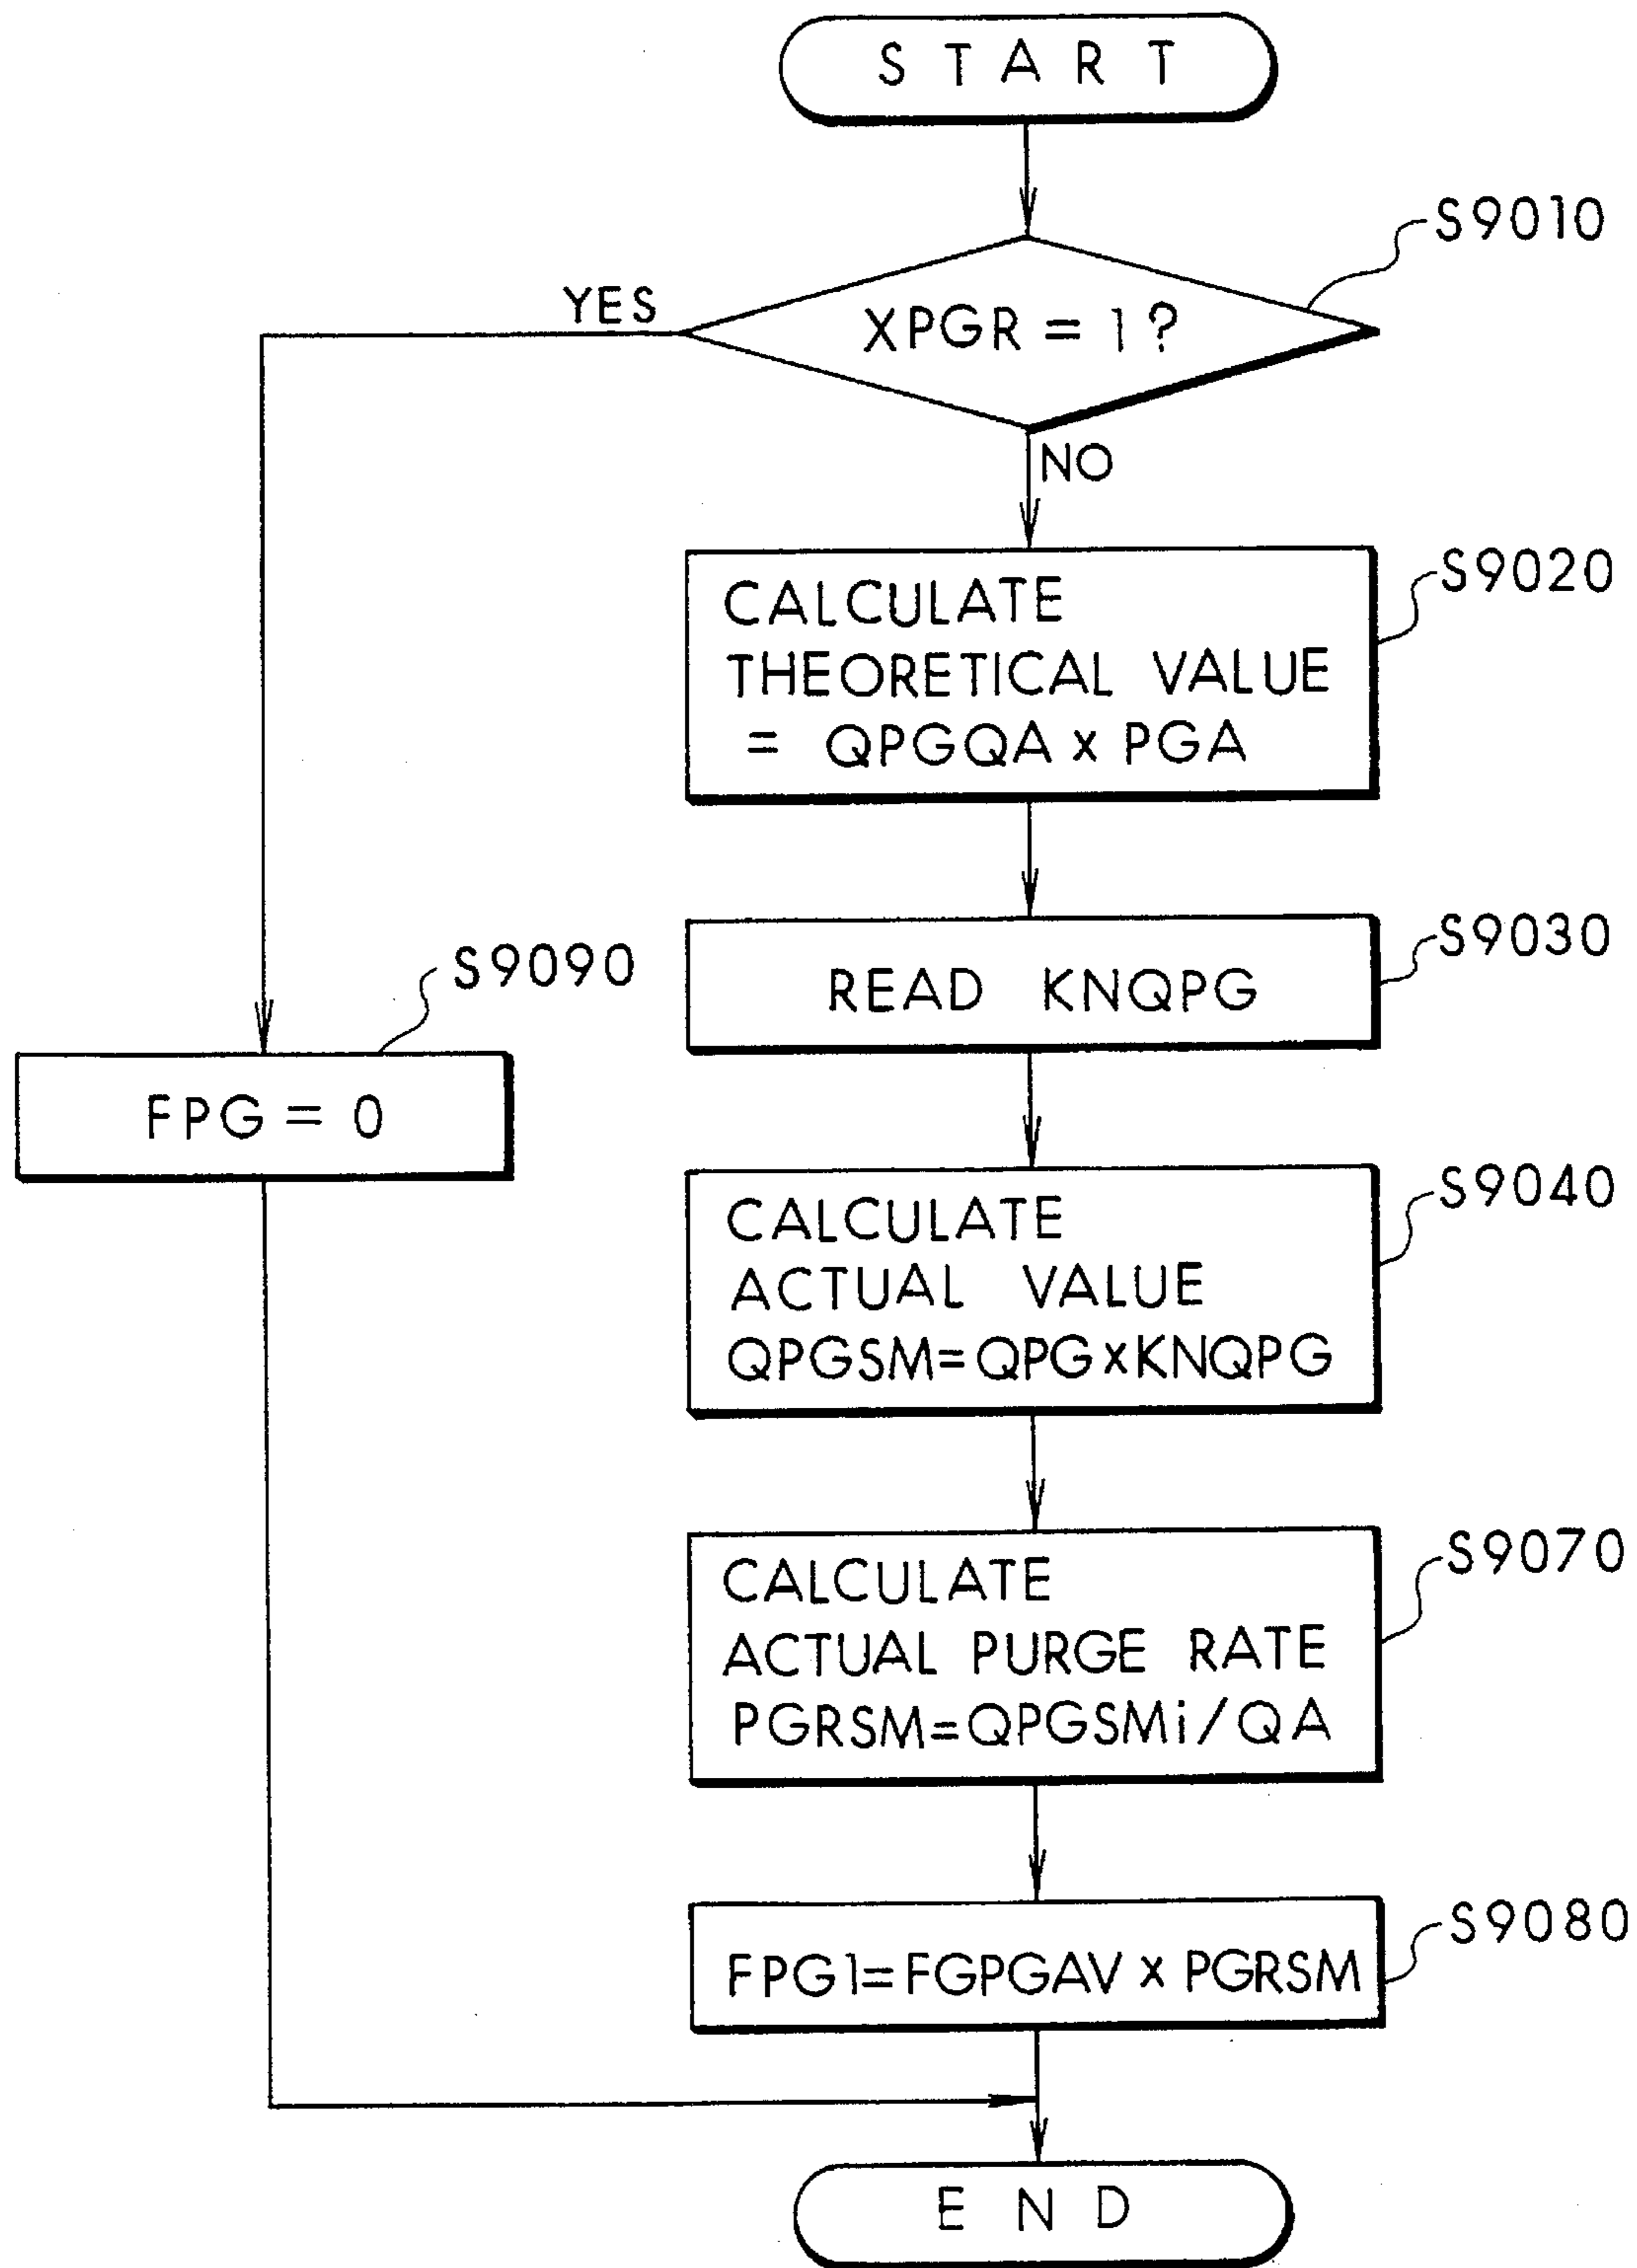 START
S9010
YES
XPGR = 1?
NO
S9020
CALCULATE
THEORETICAL VALUE
= QPGQA x PGA
S9030
READ KNQPG
S9090
FPG = 0
S9040
CALCULATE
ACTUAL VALUE
QPGSM=QPGxKNQPG
S9070
CALCULATE
ACTUAL PURGE RATE
PGRSM=QPGSMi/QA
S9080
FPG1=FGPGAV x PGRSM
END